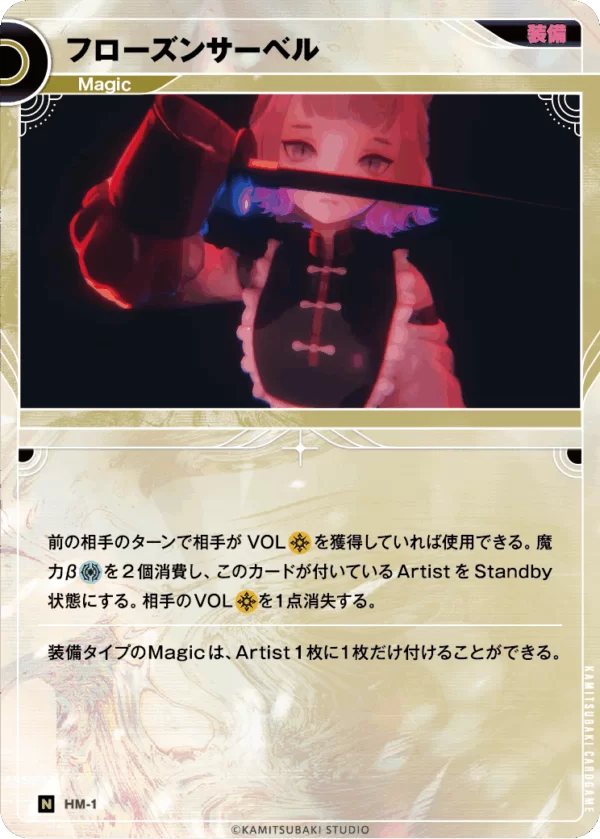 フローズンサーベル
装備
Magic
前の相手のターンで相手が VOLを獲得していれば使用できる。魔
力βを２個消費し、このカードが付いているArtistをStandby
状態にする。相手のVOLを1点消失する。
装備タイプのMagicは、Artist１枚に1枚だけ付けることができる。
KAMITSUBAKI CARDGAME
N HM-1
©KAMITSUBAKI STUDIO